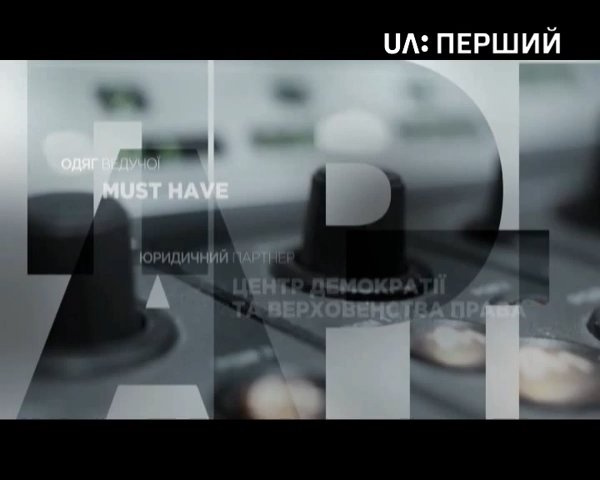 UA: ПЕРШИЙ
ОДЯГ ВЕДУЧОЇ
MUST HAVE
ЮРИДИЧНИЙ ПАРТНЕР
ЦЕНТР ДЕМОКРАТІЇ
ТА ВЕРХОВЕНСТВА ПРАВА